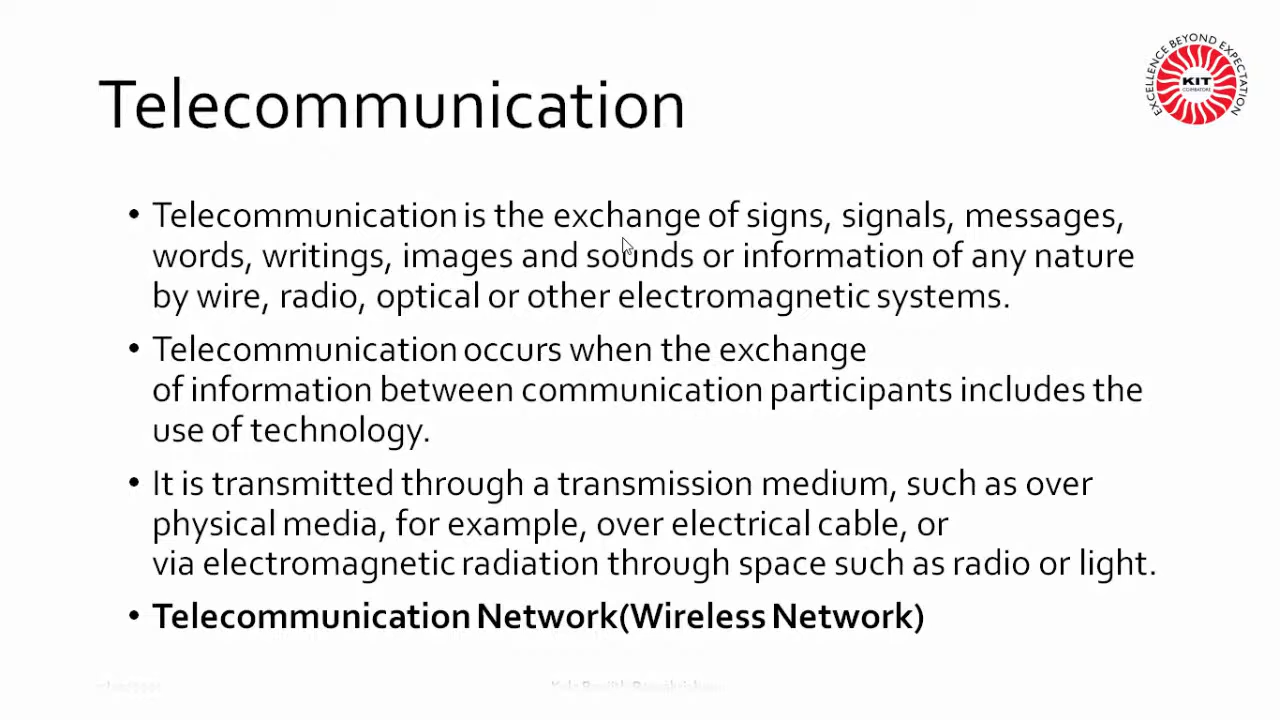 Telecommunication
EXCELLENCE BEYOND EXPECTATION
KIT
COIMBATORE
• Telecommunication is the exchange of signs, signals, messages,
words, writings, images and sounds or information of any nature
by wire, radio, optical or other electromagnetic systems.
• Telecommunication occurs when the exchange
of information between communication participants includes the
use of technology.
• It is transmitted through a transmission medium, such as over
physical media, for example, over electrical cable, or
via electromagnetic radiation through space such as radio or light.
• Telecommunication Network(Wireless Network)